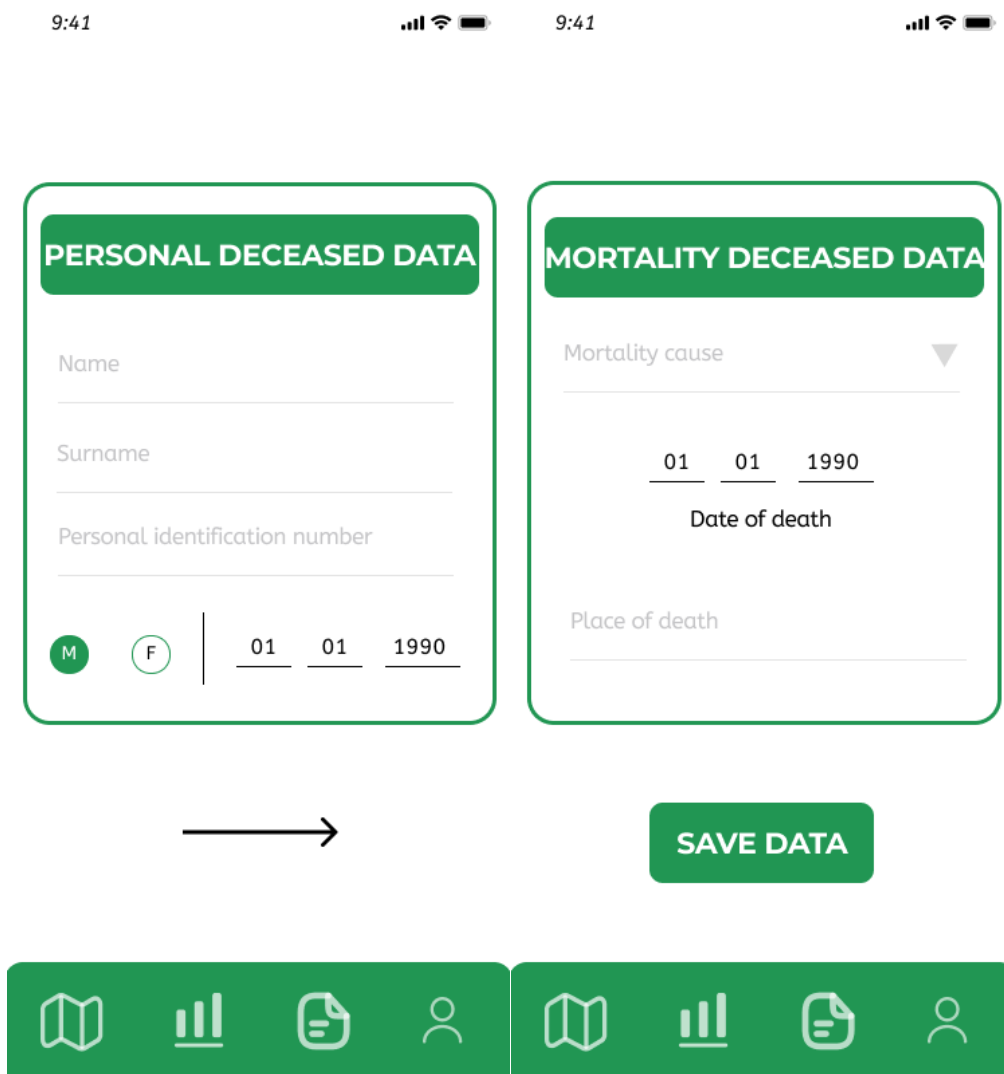 9:41
PERSONAL DECEASED DATA
Name
Surname
Personal identification number
M F 01 01 1990
9:41
MORTALITY DECEASED DATA
Mortality cause
01 01 1990
Date of death
Place of death
SAVE DATA